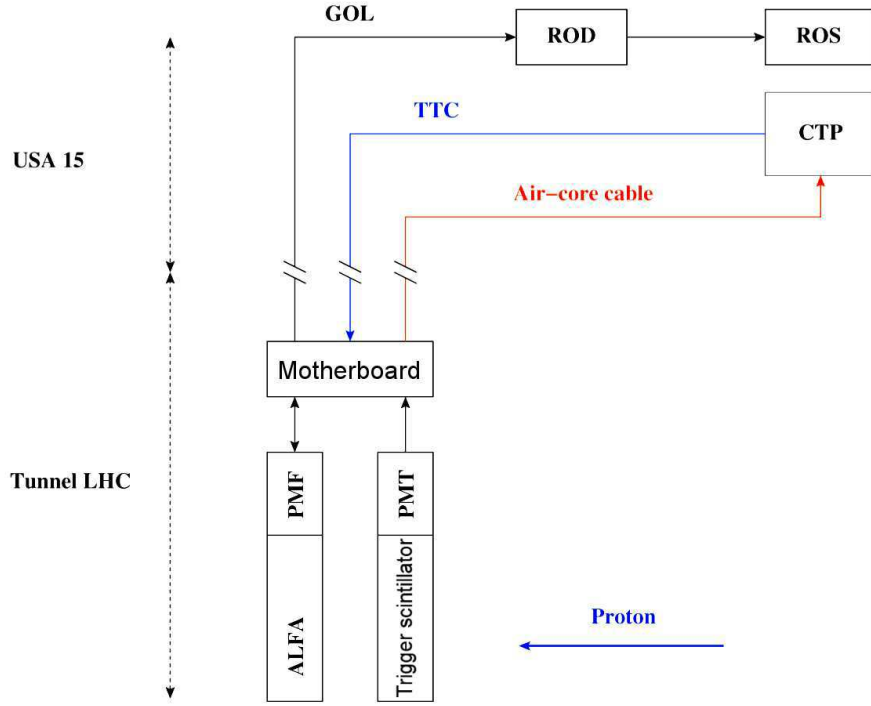 GOL
ROD
ROS
TTC
CTP
USA 15
Air-core cable
Motherboard
Tunnel LHC
PMF
PMT
ALFA
Trigger scintillator
Proton